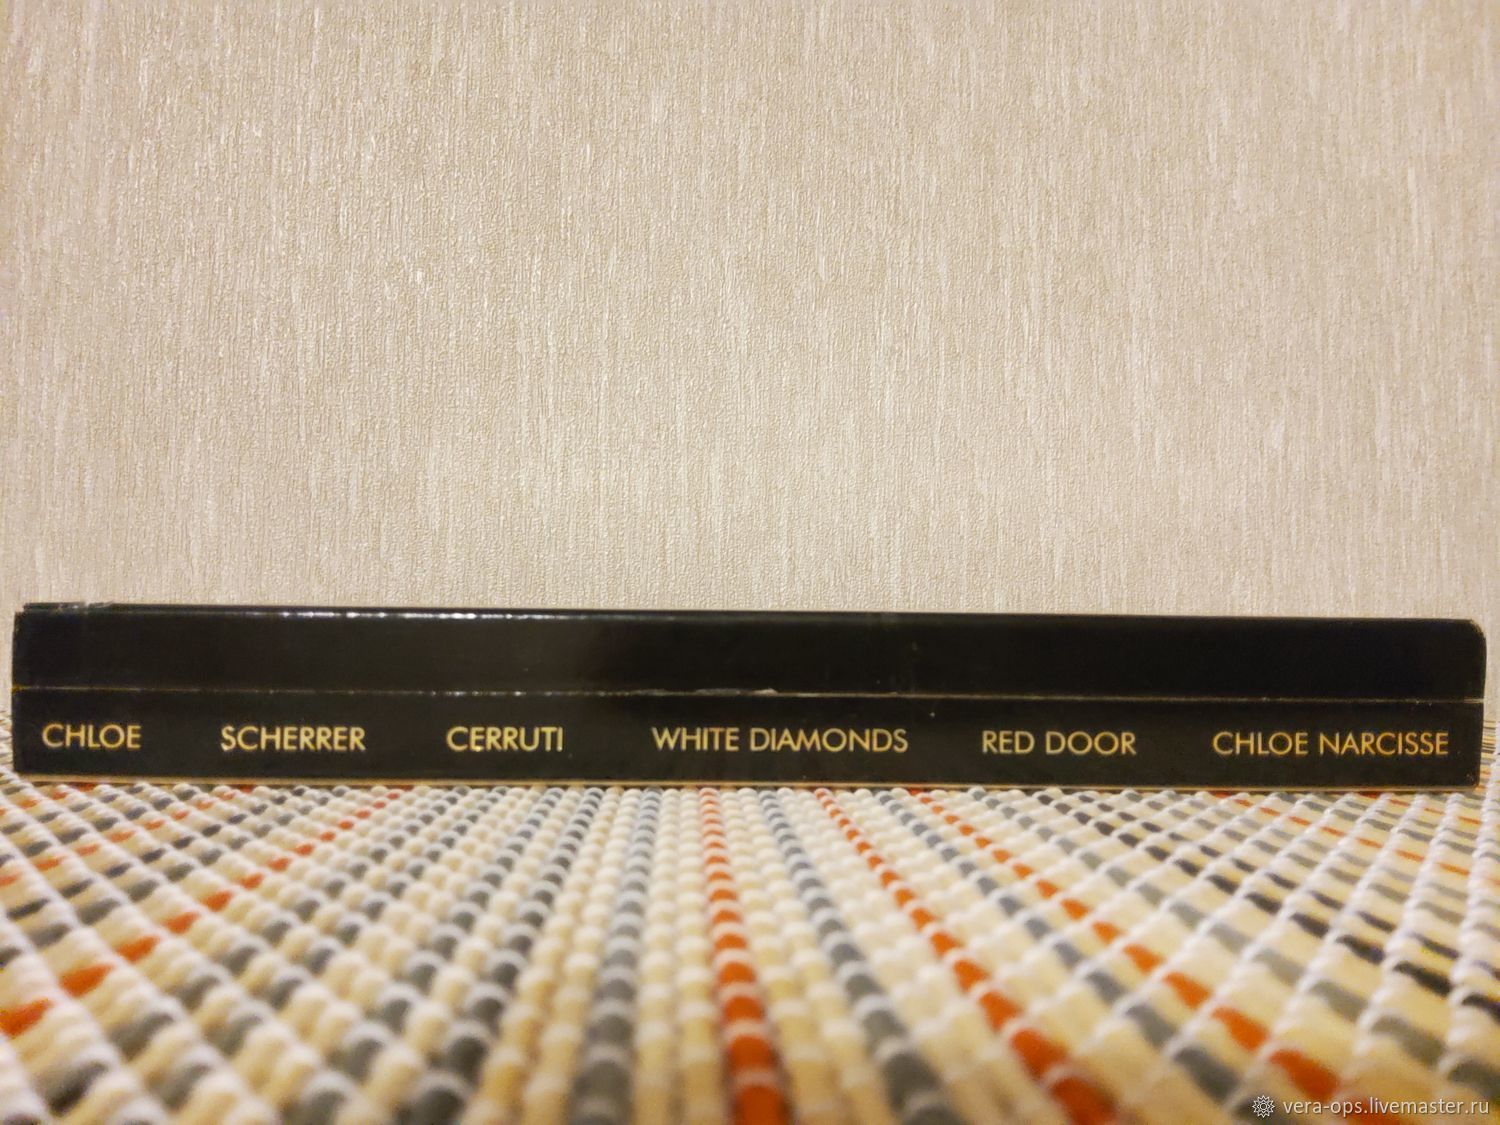 CHLOE SCHERRER CERRUTI WHITE DIAMONDS RED DOOR CHLOE NARCISSE
vera-ops.livemaster.ru